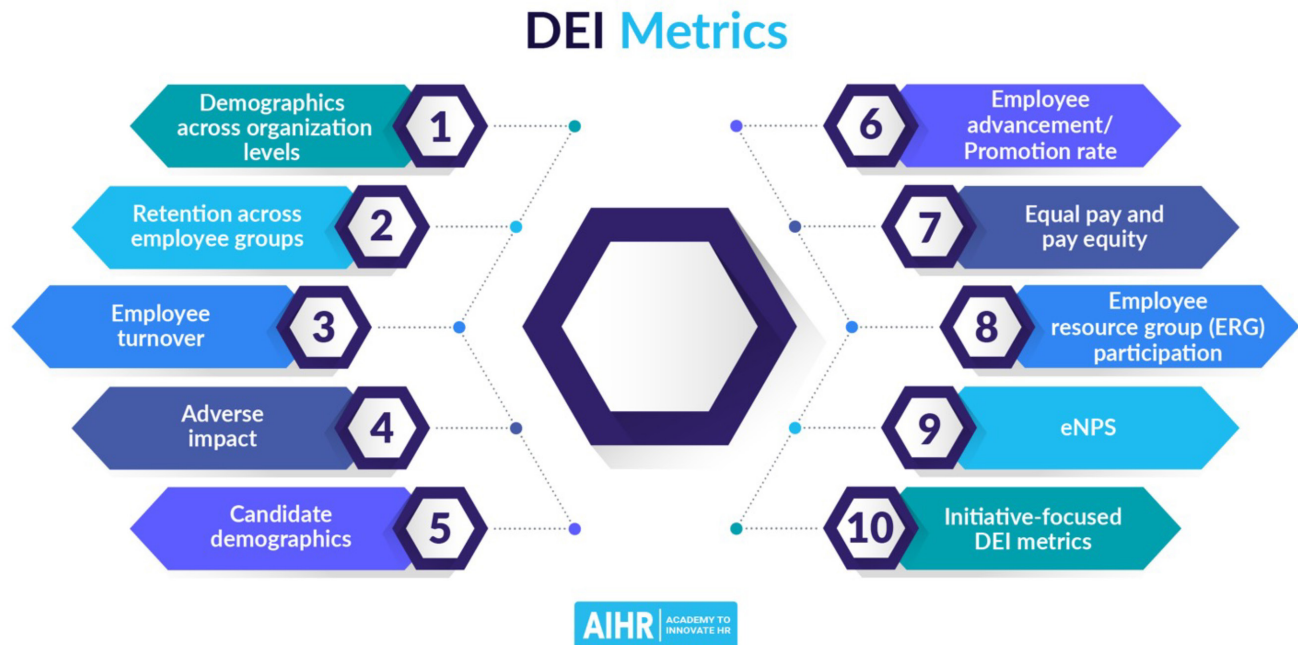 DEI Metrics
Demographics
across organization
levels
1
Retention across
employee groups
2
Employee
turnover
3
Adverse
impact
4
Candidate
demographics
5
6
Employee
advancement/
Promotion rate
7
Equal pay and
pay equity
8
Employee
resource group (ERG)
participation
9
eNPS
10
Initiative-focused
DEI metrics
AIHR
ACADEMY TO
INNOVATE HR